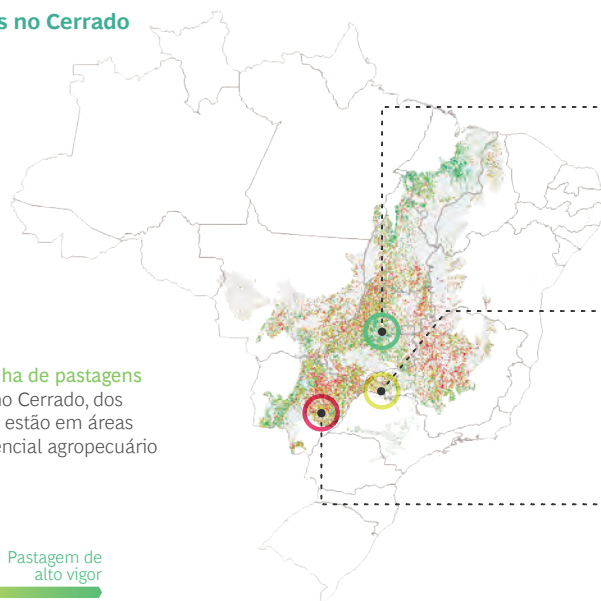 s no Cerrado
ha de pastagens
no Cerrado, dos
estão em áreas
encial agropecuário
Pastagem de
alto vigor